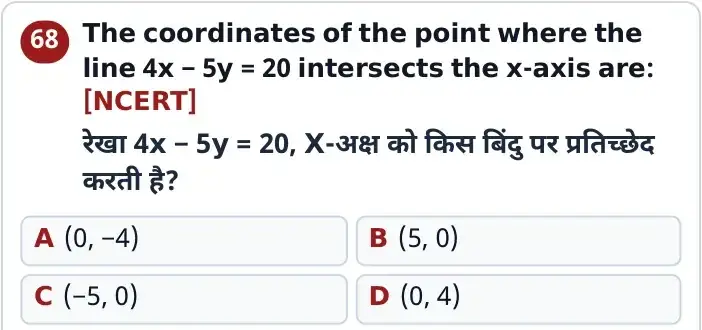 68 The coordinates of the point where the
line 4x − 5y = 20 intersects the x-axis are:
[NCERT]
रेखा 4x − 5y = 20, X-अक्ष को किस बिंदु पर प्रतिच्छेद
करती है?
A (0, −4)
B (5, 0)
C (−5, 0)
D (0, 4)